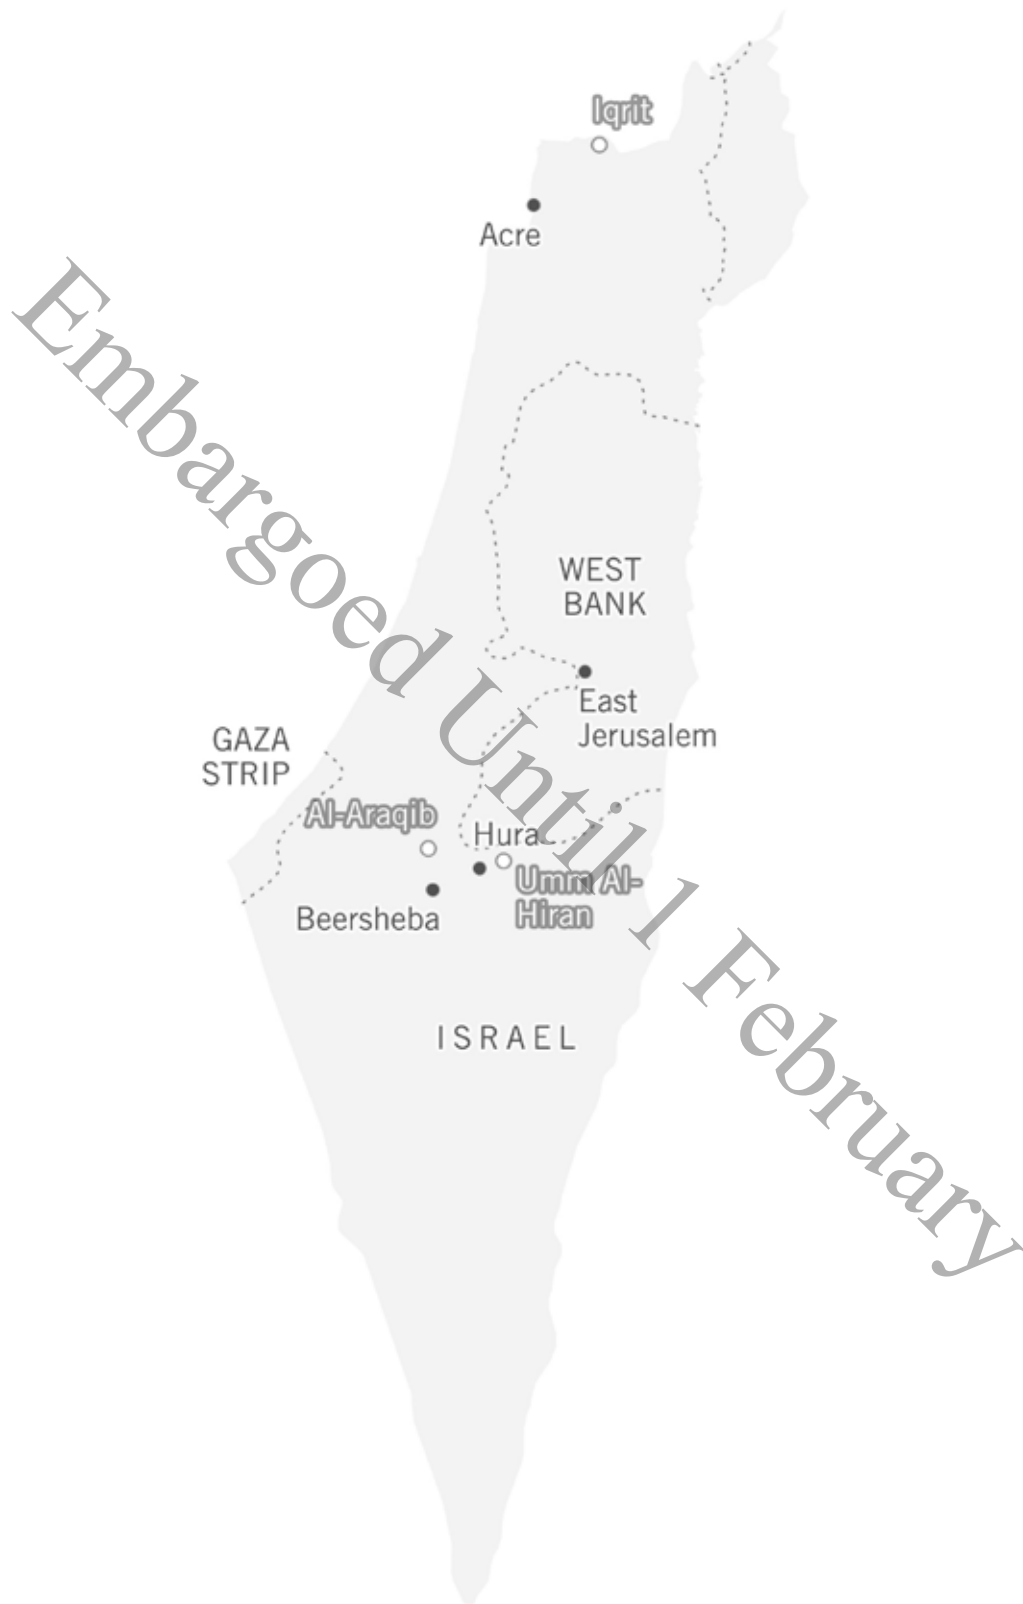 Iqrit
Acre
Embargoed Until 1 February
WEST
BANK
East
Jerusalem
GAZA
STRIP
Al-Araqib
Hura
Umm Al-
Hiran
Beersheba
ISRAEL